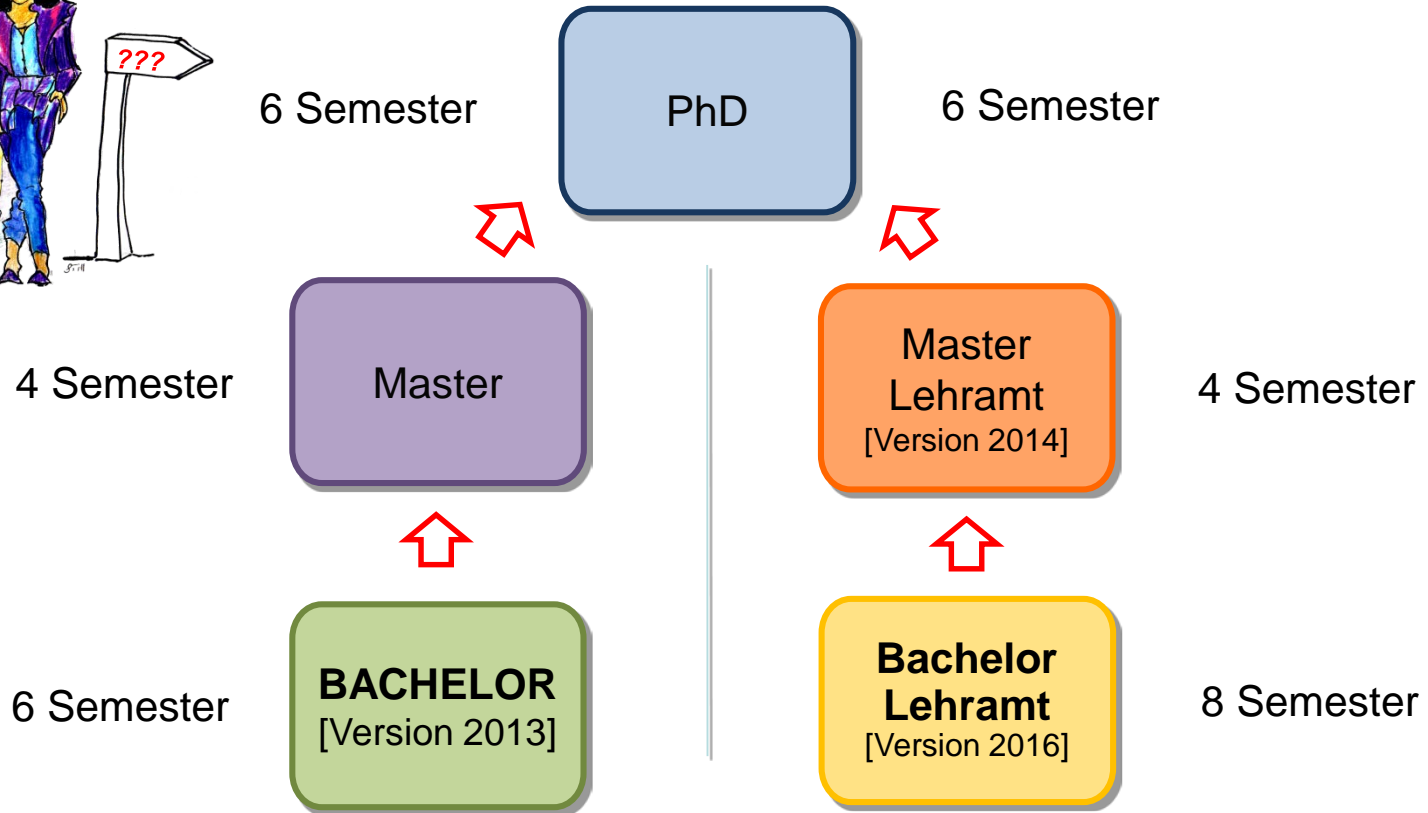 ???
6 Semester
PhD
6 Semester
4 Semester
Master
Master
Lehramt
[Version 2014]
4 Semester
6 Semester
BACHELOR
[Version 2013]
Bachelor
Lehramt
[Version 2016]
8 Semester